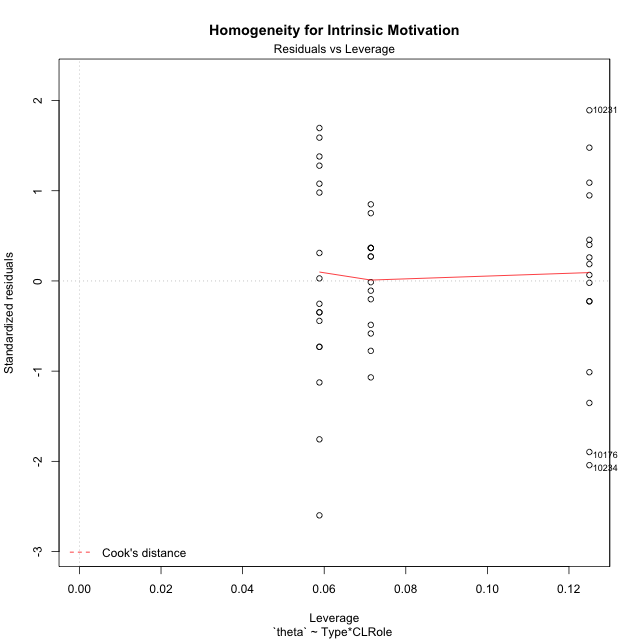 Homogeneity for Intrinsic Motivation
Residuals vs Leverage
2
1
0
-1
-2
-3
Standardized residuals
10231
10176
10234
Cook's distance
0.00 0.02 0.04 0.06 0.08 0.10 0.12
Leverage
`theta` ~ Type*CLRole